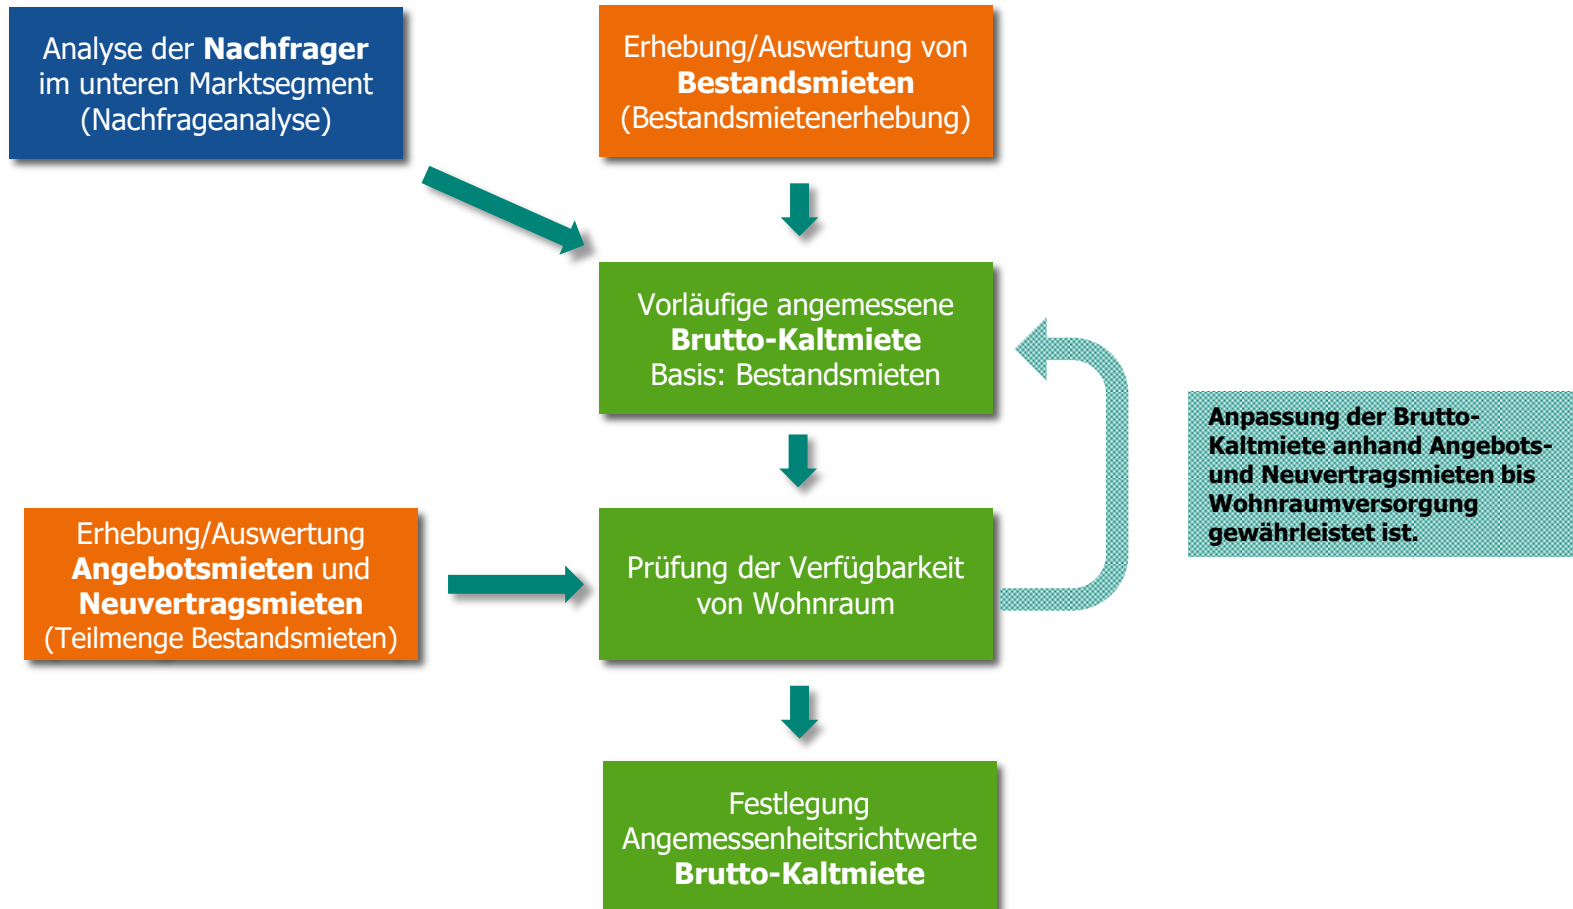 Analyse der Nachfrager
im unteren Marktsegment
(Nachfrageanalyse)
Erhebung/Auswertung von
Bestandsmieten
(Bestandsmietenerhebung)
Vorläufige angemessene
Brutto-Kaltmiete
Basis: Bestandsmieten
Anpassung der Brutto-
Kaltmiete anhand Angebots-
und Neuvertragsmieten bis
Wohnraumversorgung
gewährleistet ist.
Erhebung/Auswertung
Angebotsmieten und
Neuvertragsmieten
(Teilmenge Bestandsmieten)
Prüfung der Verfügbarkeit
von Wohnraum
Festlegung
Angemessenheitsrichtwerte
Brutto-Kaltmiete